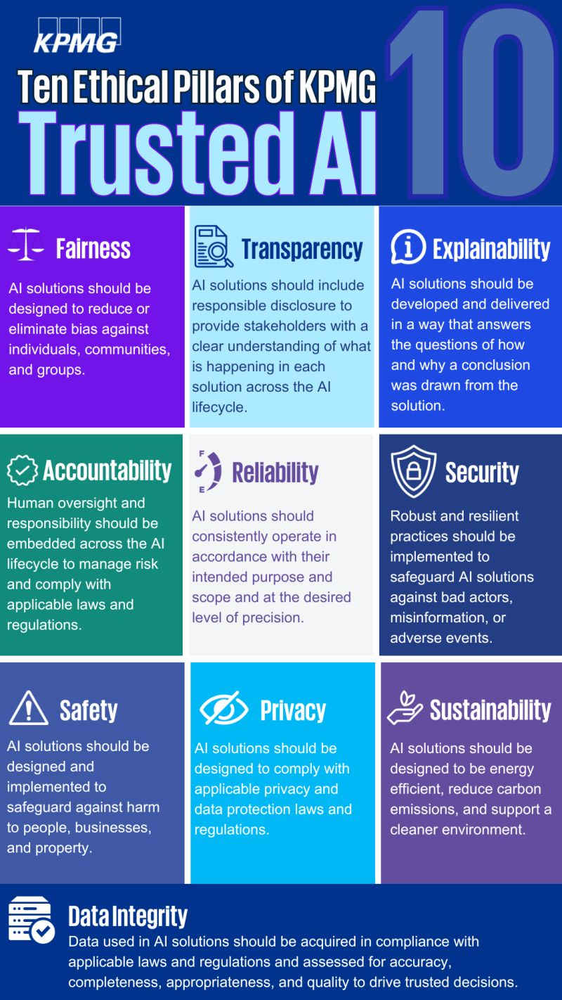 KPMG
10
Ten Ethical Pillars of KPMG
Trusted AI
Fairness
AI solutions should be
designed to reduce or
eliminate bias against
individuals, communities,
and groups.
Transparency
AI solutions should include
responsible disclosure to
provide stakeholders with a
clear understanding of what
is happening in each
solution across the AI
lifecycle.
Explainability
AI solutions should be
developed and delivered
in a way that answers
the questions of how
and why a conclusion
was drawn from the
solution.
Accountability
Human oversight and
responsibility should be
embedded across the AI
lifecycle to manage risk
and comply with
applicable laws and
regulations.
F
E
Reliability
AI solutions should
consistently operate in
accordance with their
intended purpose and
scope and at the desired
level of precision.
Security
Robust and resilient
practices should be
implemented to
safeguard AI solutions
against bad actors,
misinformation, or
adverse events.
Safety
AI solutions should be
designed and
implemented to
safeguard against harm
to people, businesses,
and property.
Privacy
AI solutions should be
designed to comply with
applicable privacy and
data protection laws and
regulations.
Sustainability
AI solutions should be
designed to be energy
efficient, reduce carbon
emissions, and support a
cleaner environment.
Data Integrity
Data used in AI solutions should be acquired in compliance with
applicable laws and regulations and assessed for accuracy,
completeness, appropriateness, and quality to drive trusted decisions.